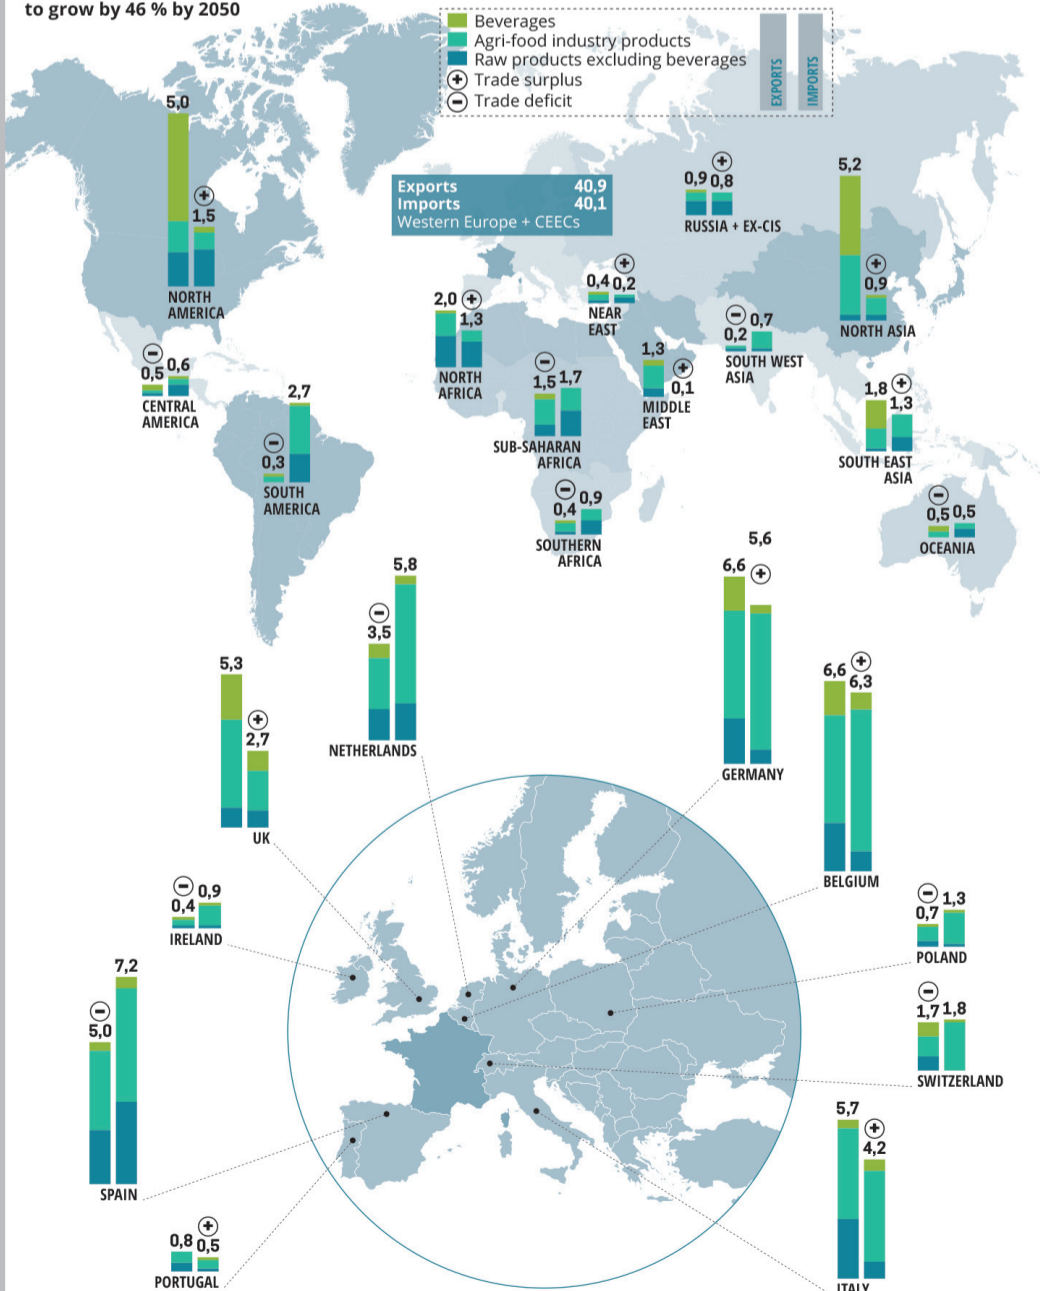 to grow by 46 % by 2050
Beverages
Agri-food industry products
Raw products excluding beverages
+ Trade surplus
− Trade deficit
EXPORTS
IMPORTS
5,0
+
1,5
NORTH
AMERICA
Exports 40,9
Imports 40,1
Western Europe + CEECs
+
0,9 0,8
RUSSIA + EX-CIS
5,2
+
0,9
NORTH ASIA
+
0,4 0,2
NEAR
EAST
2,0 +
1,3
NORTH
AFRICA
−
0,2 0,7
SOUTH WEST
ASIA
−
0,5 0,6
CENTRAL
AMERICA
2,7
−
0,3
SOUTH
AMERICA
−
1,5 1,7
SUB-SAHARAN
AFRICA
1,3
+
0,1
MIDDLE
EAST
1,8 +
1,3
SOUTH EAST
ASIA
−
0,4 0,9
SOUTHERN
AFRICA
−
0,5 0,5
OCEANIA
5,8
−
3,5
NETHERLANDS
5,6
6,6 +
GERMANY
5,3
+
2,7
UK
6,6 +
6,3
BELGIUM
−
0,4 0,9
IRELAND
−
0,7 1,3
POLAND
7,2
−
5,0
SPAIN
−
1,7 1,8
SWITZERLAND
5,7
+
4,2
ITALY
+
0,8 0,5
PORTUGAL